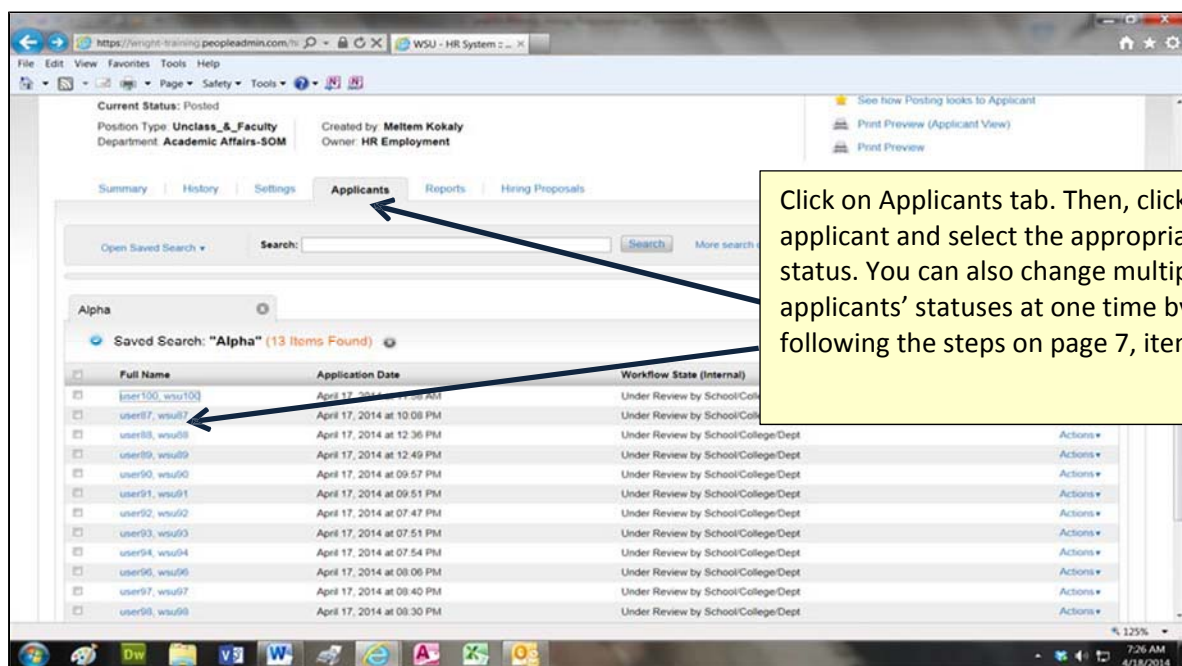 https://wright-training.peopleadmin.com/h
WSU - HR System :: ...
File Edit View Favorites Tools Help
Page Safety Tools
Current Status: Posted
See how Posting looks to Applicant
Position Type: Unclass_&_Faculty Created by: Meltem Kokaly
Print Preview (Applicant View)
Department: Academic Affairs-SOM Owner: HR Employment
Print Preview
Summary History Settings Applicants Reports Hiring Proposals
Click on Applicants tab. Then, click
applicant and select the
status. You can also change
applicants’ statuses at one time
following the steps on page 7,
Open Saved Search Search: Search More search
Alpha
Saved Search: "Alpha" (13 Items Found)
Full Name Application Date Workflow State (Internal)
user100, wsu100 April 17, 2014 AM Under Review by
user87, wsu87 April 17, 2014 at 10:08 PM Under Review by
user88, wsu88 April 17, 2014 at 12:36 PM Under Review by School/College/Dept Actions
user89, wsu89 April 17, 2014 at 12:49 PM Under Review by School/College/Dept Actions
user90, wsu90 April 17, 2014 at 09:57 PM Under Review by School/College/Dept Actions
user91, wsu91 April 17, 2014 at 09:51 PM Under Review by School/College/Dept Actions
user92, wsu92 April 17, 2014 at 07:47 PM Under Review by School/College/Dept Actions
user93, wsu93 April 17, 2014 at 07:51 PM Under Review by School/College/Dept Actions
user94, wsu94 April 17, 2014 at 07:54 PM Under Review by School/College/Dept Actions
user96, wsu96 April 17, 2014 at 08:06 PM Under Review by School/College/Dept Actions
user97, wsu97 April 17, 2014 at 08:40 PM Under Review by School/College/Dept Actions
user98, wsu98 April 17, 2014 at 08:30 PM Under Review by School/College/Dept Actions
125%
7:26 AM
4/18/2014